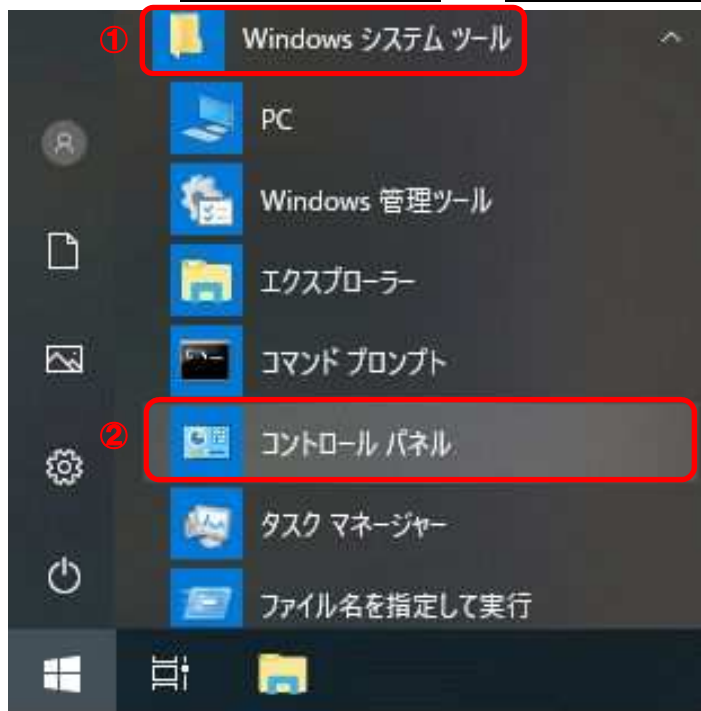 ① Windows システム ツール
PC
Windows 管理ツール
エクスプローラー
コマンド プロンプト
② コントロール パネル
タスク マネージャー
ファイル名を指定して実行